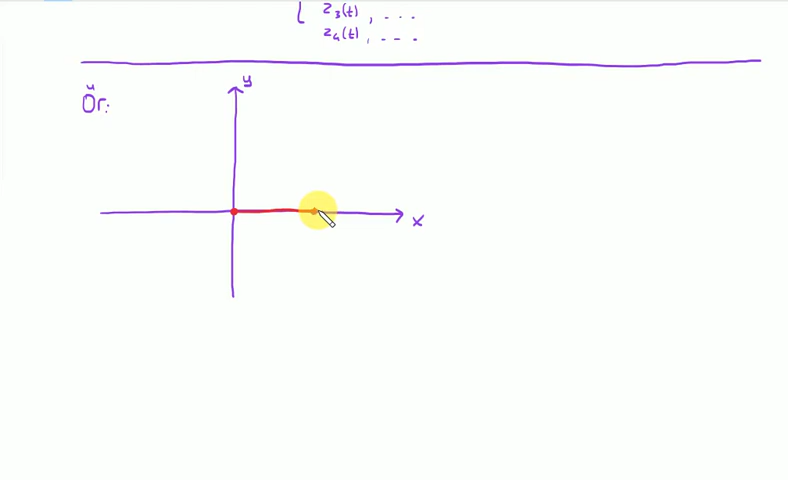 z₃(t) , . . .
z₄(t) , - - .
y
Ör:
x